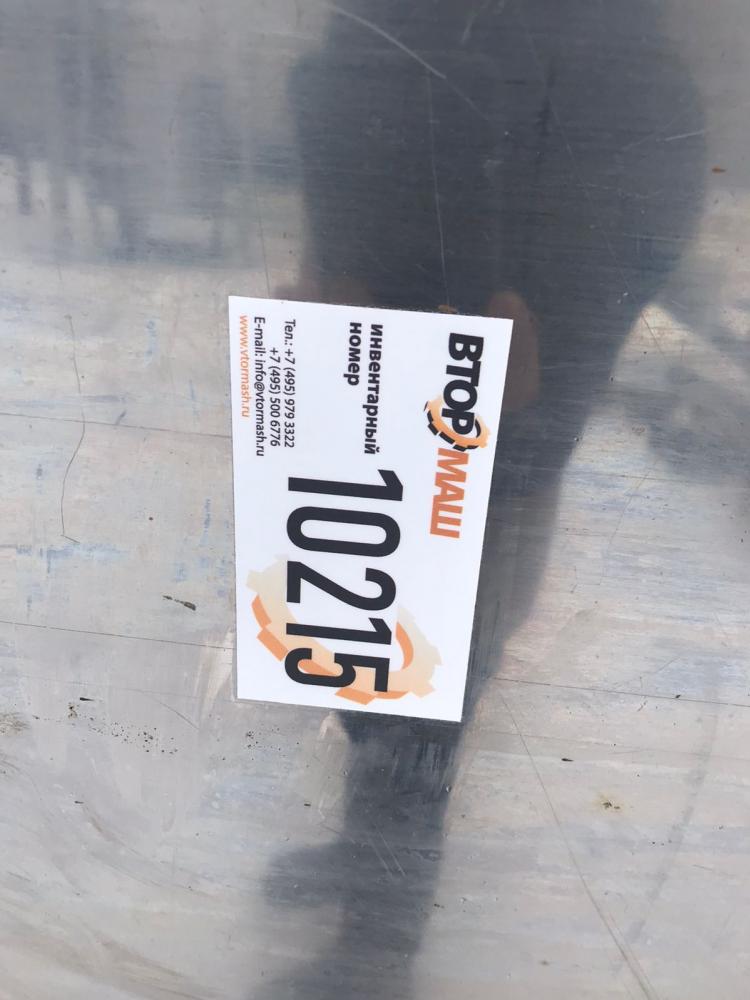 ВТОРМАШ
инвентарный
номер
10215
Тел.: +7 (495) 979 3322
+7 (495) 500 6776
E-mail: info@vtormash.ru
www.vtormash.ru